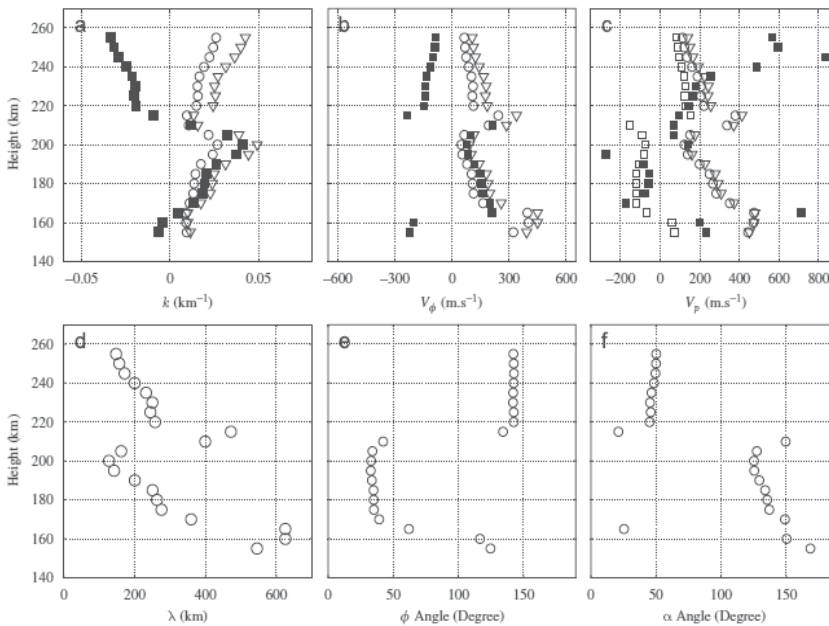 a b c
260
240
220
200
180
160
140
Height (km)
−0.05 0 0.05
k (km⁻¹)
−600 −300 0 300 600
V_ϕ (m.s⁻¹)
−200 0 200 400 600 800
V_p (m.s⁻¹)
d e f
260
240
220
200
180
160
140
Height (km)
0 200 400 600
λ (km)
0 50 100 150
ϕ Angle (Degree)
0 50 100 150
α Angle (Degree)